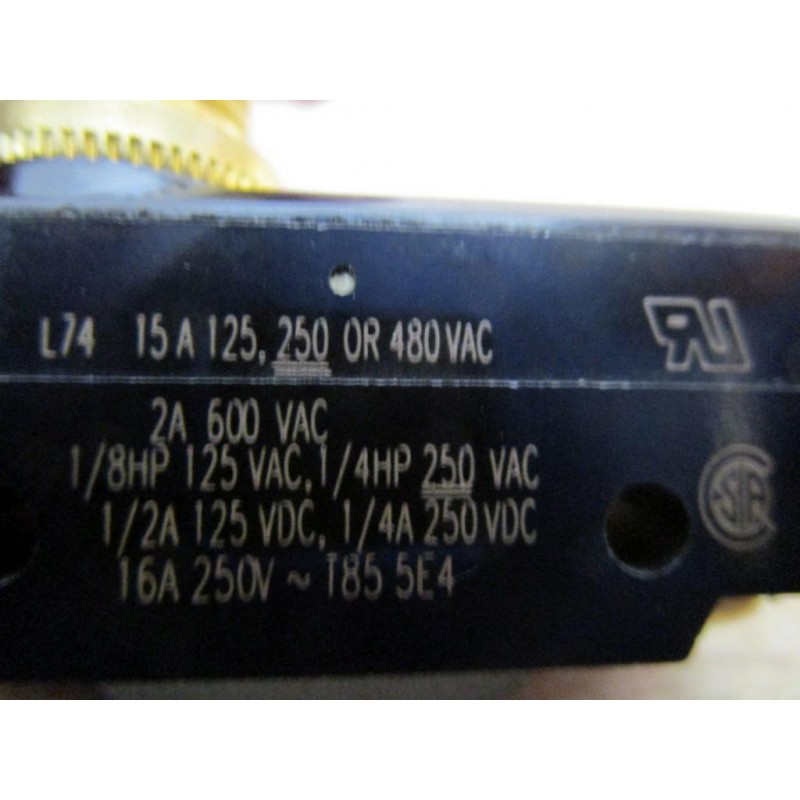 L74 15 A 125, 250 OR 480 VAC
2A 600 VAC
1/8HP 125 VAC, 1/4HP 250 VAC
1/2A 125 VDC, 1/4A 250 VDC
16A 250V ~ T85 5E4